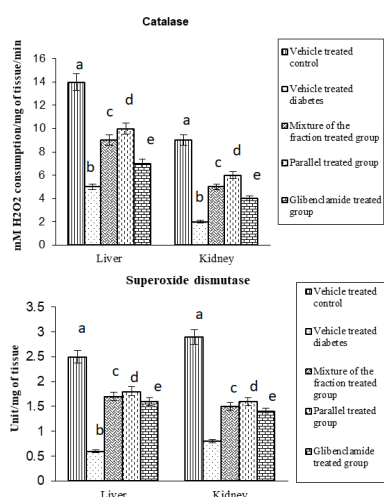 Catalase
mM H2O2 consumption/mg of tissue/min
16
14
12
10
8
6
4
2
0
a
b
c
d
e
a
b
c
d
e
Liver
Kidney
Vehicle treated
control
Vehicle treated
diabetes
Mixture of the
fraction treated
group
Parallel treated
group
Glibenclamide treated
group
Superoxide dismutase
Unit/mg of tissue
3.5
3
2.5
2
1.5
1
0.5
0
a
b
c
d
e
a
c
d
e
Liver
Kidney
Vehicle treated
control
Vehicle treated
diabetes
Mixture of the
fraction treated
group
Parallel treated
group
Glibenclamide
treated group